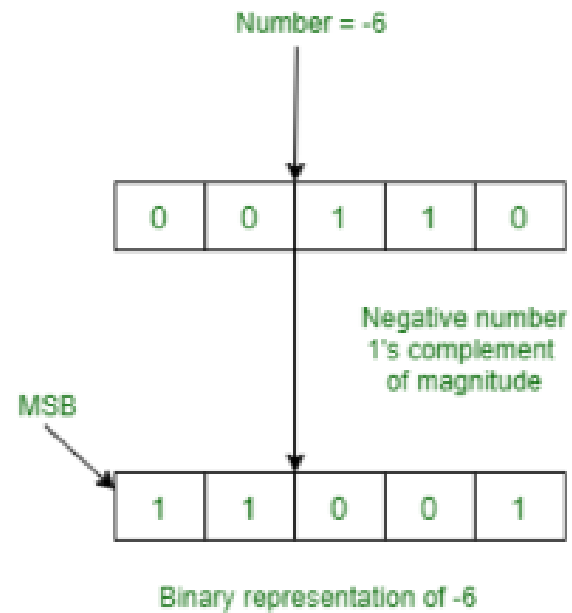 Number = -6
0 0 1 1 0
Negative number
1's complement
of magnitude
MSB
1 1 0 0 1
Binary representation of -6